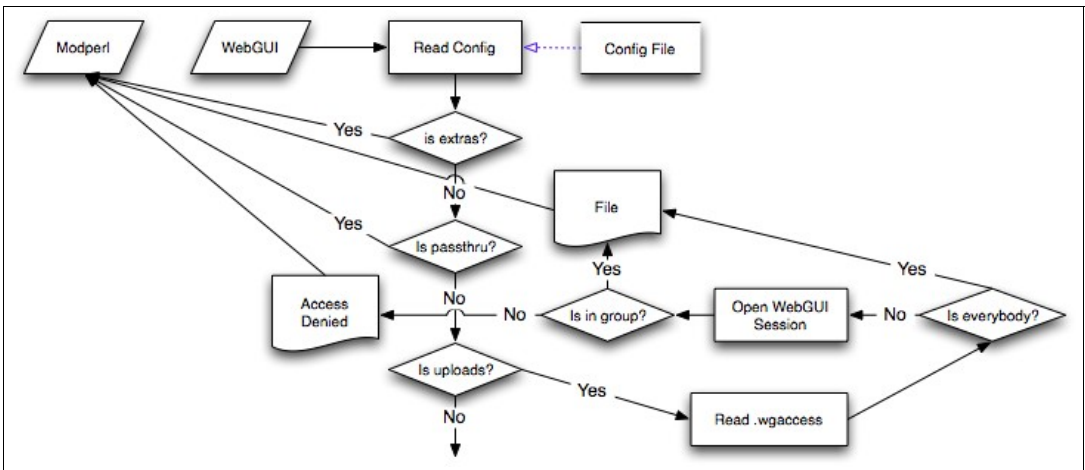 Modperl
WebGUI
Read Config
Config File
Yes
is extras?
No
File
Yes
Is passthru?
Yes
Yes
Access
Denied
No
No
Is in group?
Open WebGUI
Session
No
Is everybody?
Is uploads?
Yes
No
Read .wgaccess